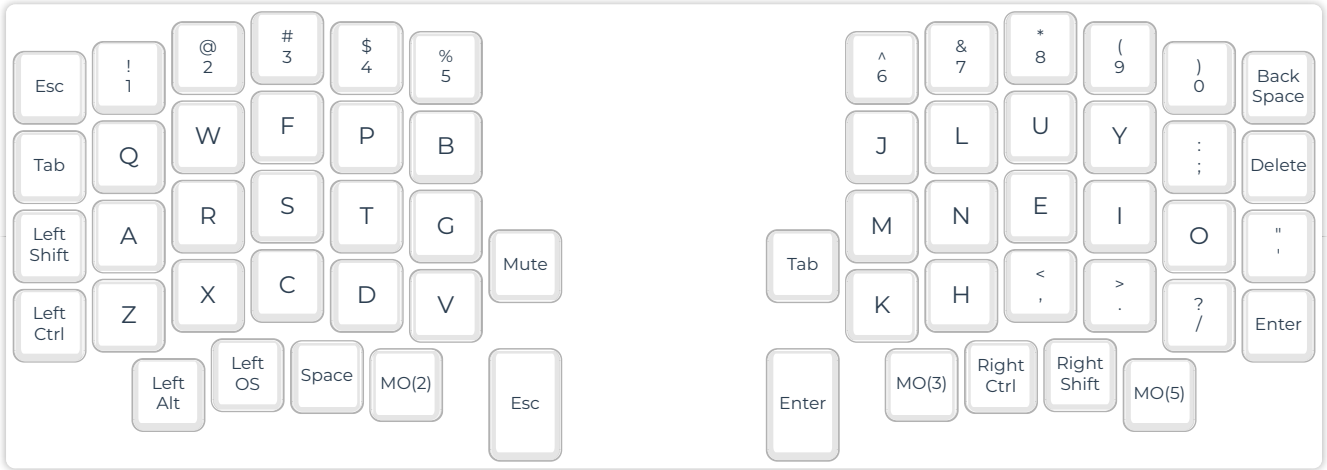 Esc
!
1
@
2
#
3
$
4
%
5
^
6
&
7
*
8
(
9
)
0
Back
Space
Tab
Q
W
F
P
B
J
L
U
Y
:
;
Delete
Left
Shift
A
R
S
T
G
Mute
Tab
M
N
E
I
O
"
'
Left
Ctrl
Z
X
C
D
V
K
H
<
,
>
.
?
/
Enter
Left
Alt
Left
OS
Space
MO(2)
Esc
Enter
MO(3)
Right
Ctrl
Right
Shift
MO(5)